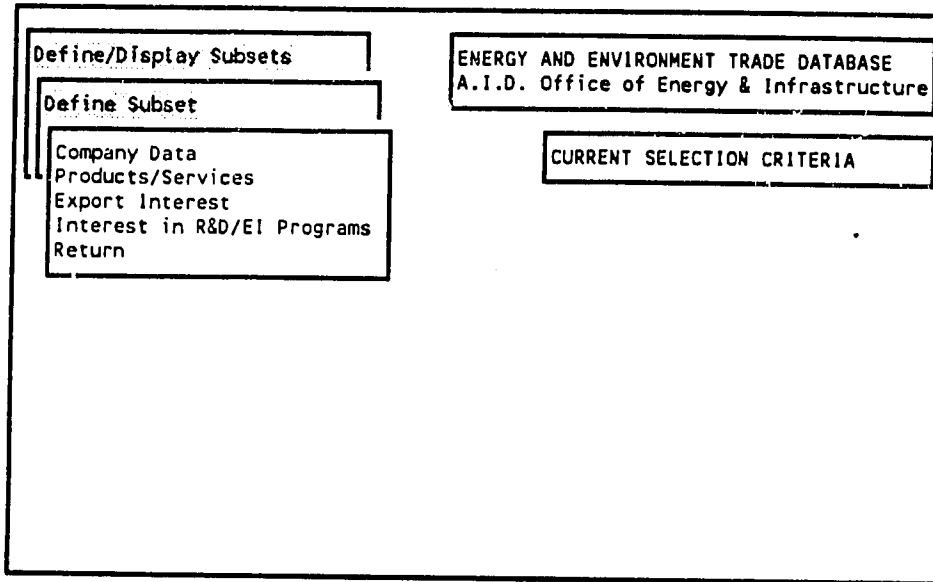 Define/Display Subsets
Define Subset
Company Data
Products/Services
Export Interest
Interest in R&D/EI Programs
Return
ENERGY AND ENVIRONMENT TRADE DATABASE
A.I.D. Office of Energy & Infrastructure
CURRENT SELECTION CRITERIA